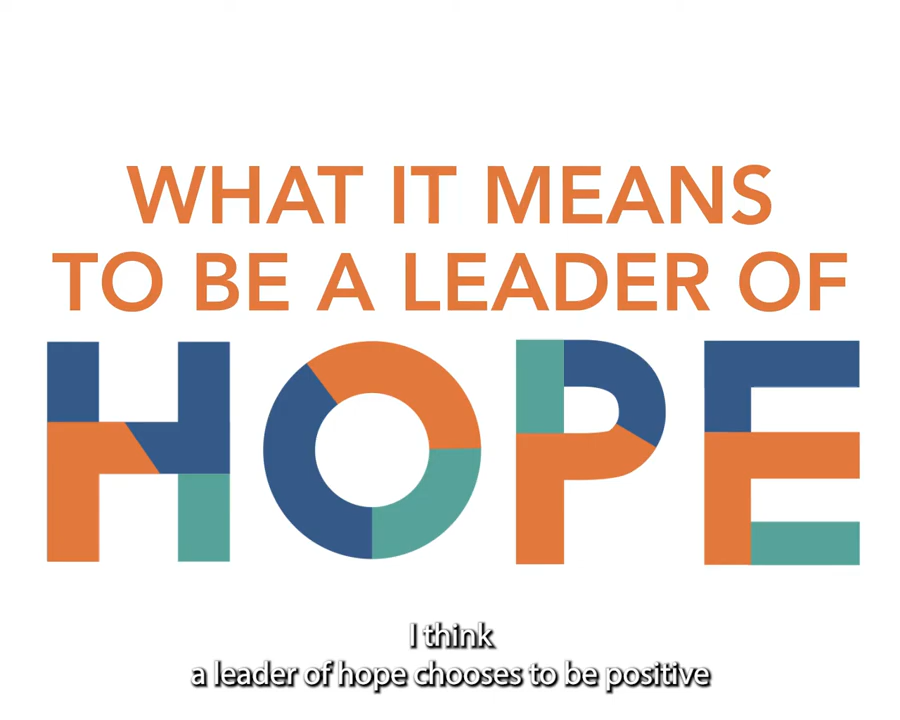 WHAT IT MEANS
TO BE A LEADER OF
HOPE
I think
a leader of hope chooses to be positive